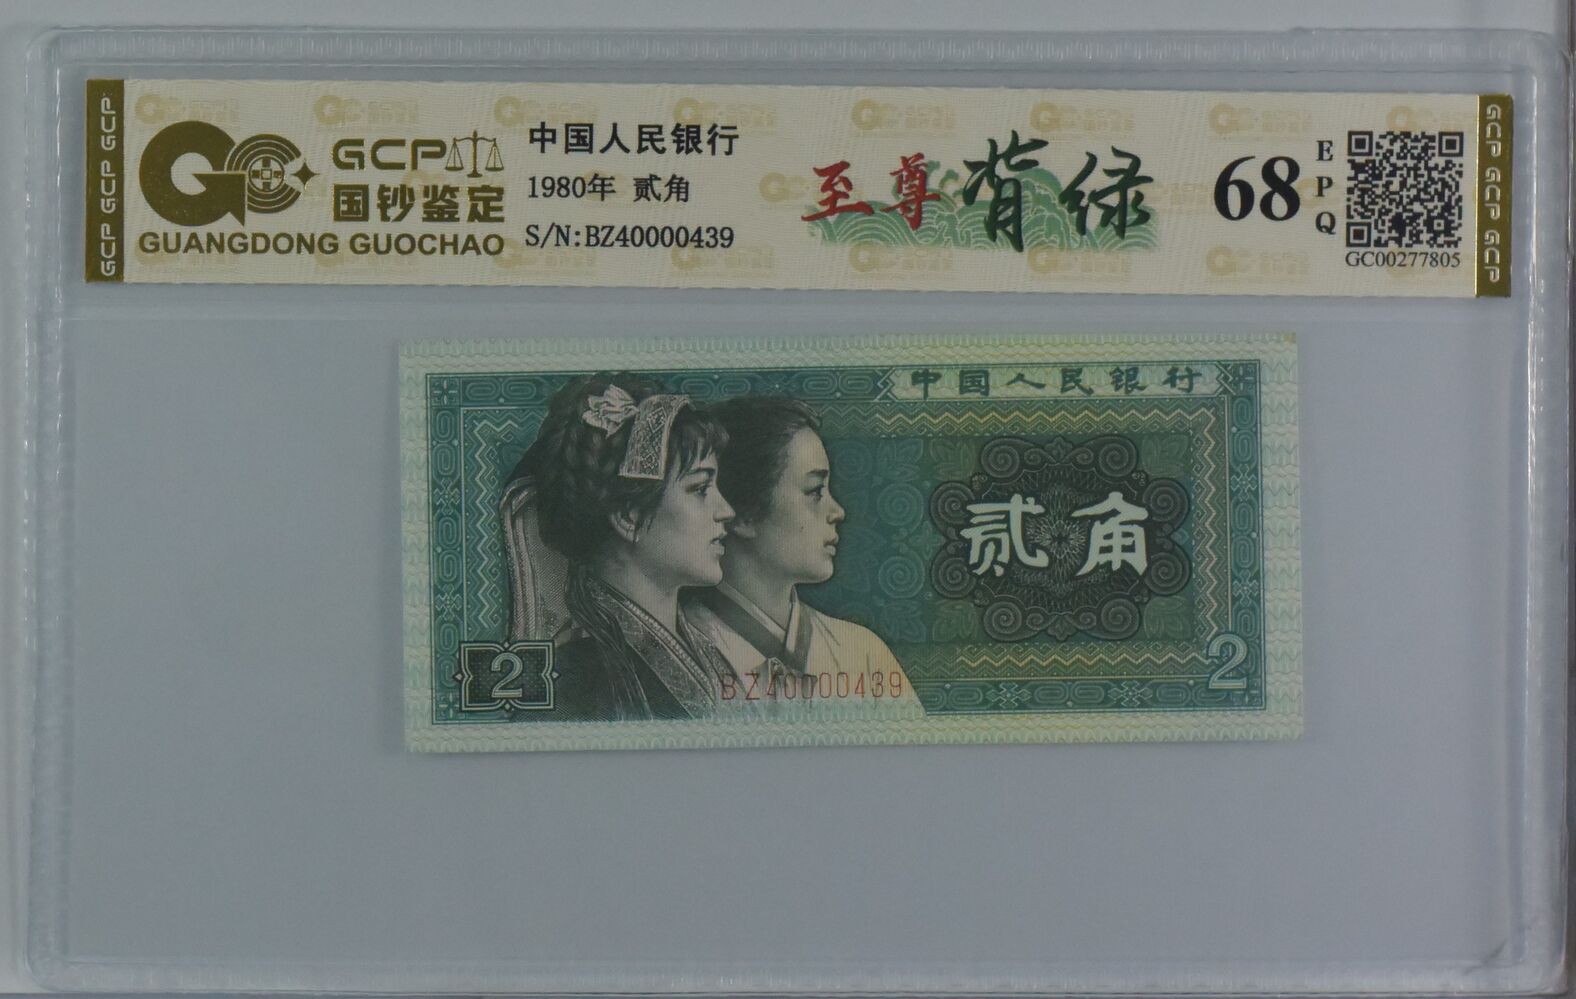 GCP GCP GCP
GCP
国钞鉴定
GUANGDONG GUOCHAO
中国人民银行
1980年 贰角
S/N:BZ40000439
至尊背绿
68
EPQ
GC00277805
GCP GCP GCP
中国人民银行
贰角
2
2
BZ40000439